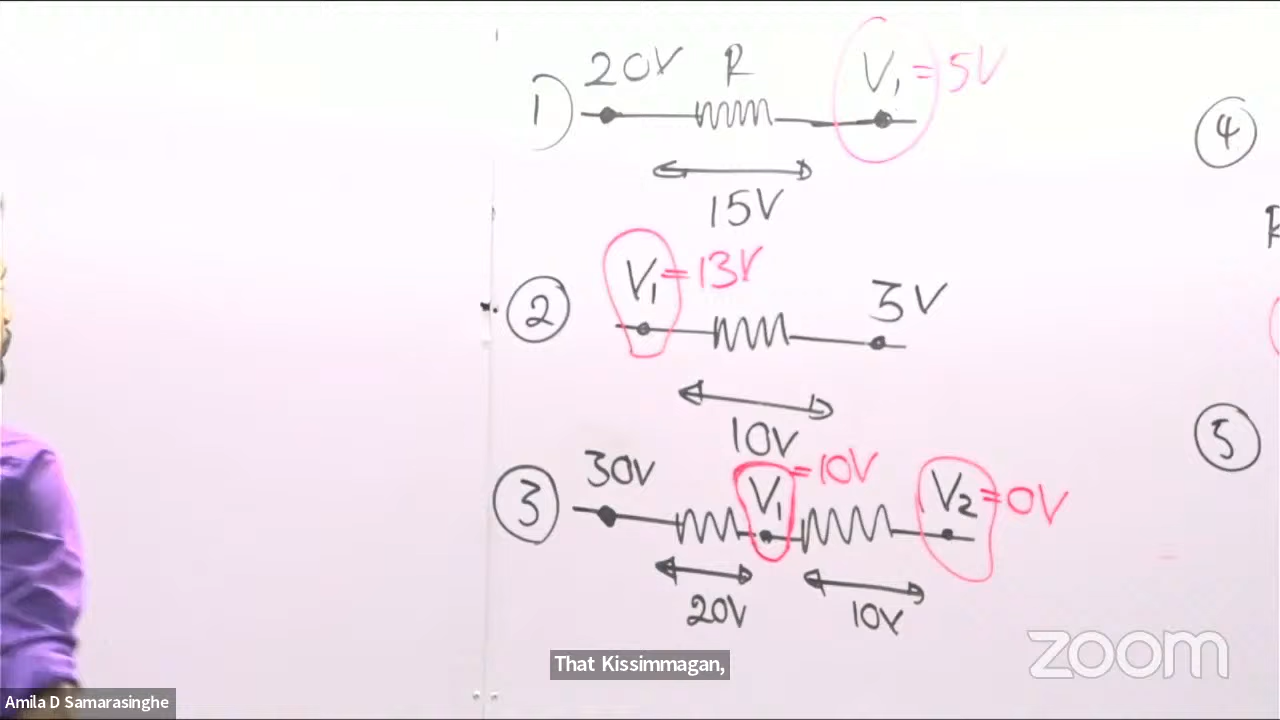 1) 20V R V₁ = 5V
15V
2 V₁ = 13V 3V
10V
3 30V V₁ = 10V V₂ = 0V
20V 10V
4
R
5
That Kissimmagan,
zoom
Amila D Samarasinghe